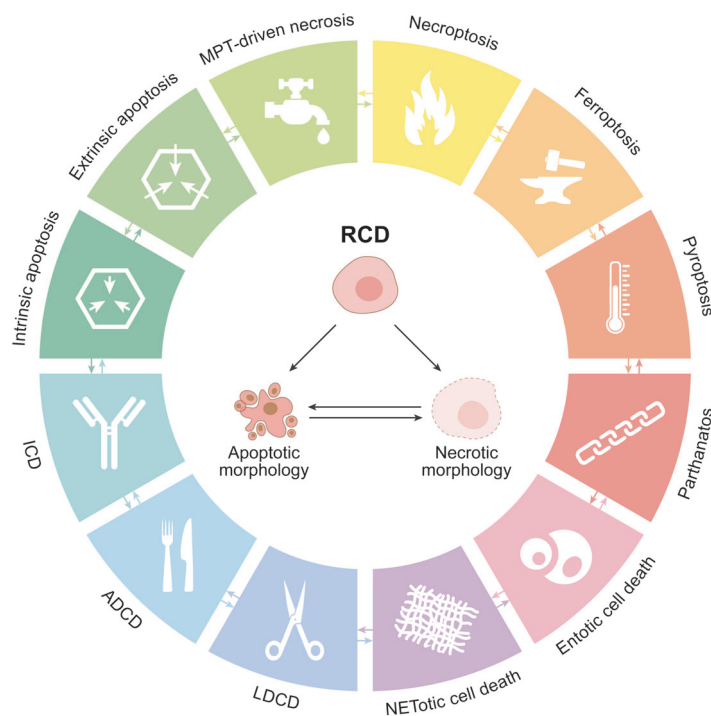 MPT-driven necrosis
Necroptosis
Ferroptosis
Pyroptosis
Parthanatos
Entotic cell death
NETotic cell death
LDCD
ADCD
ICD
Intrinsic apoptosis
Extrinsic apoptosis
RCD
Apoptotic
morphology
Necrotic
morphology